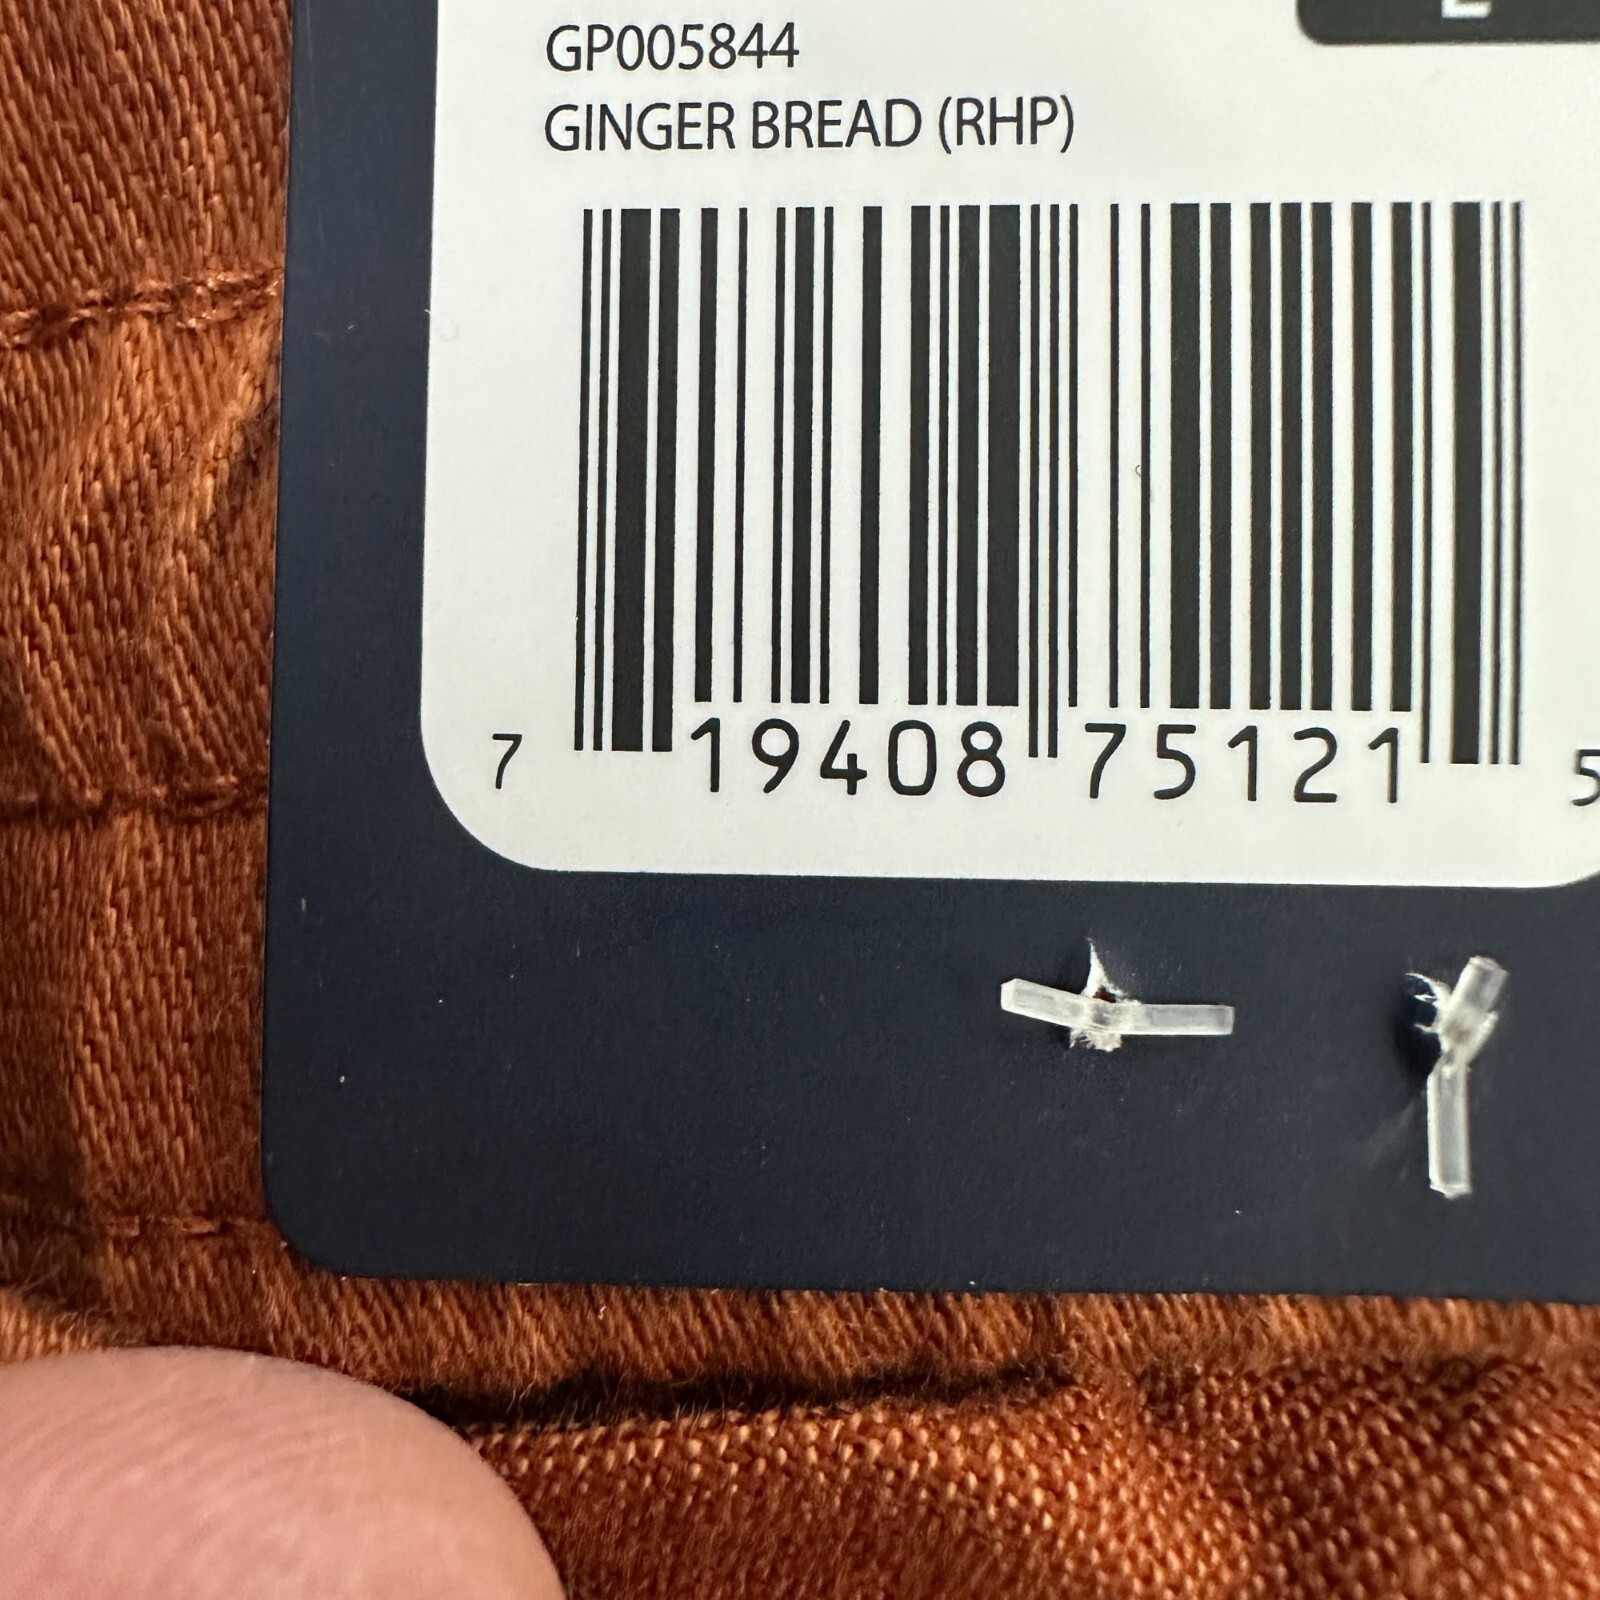 GP005844
GINGER BREAD (RHP)
7 19408 75121 5